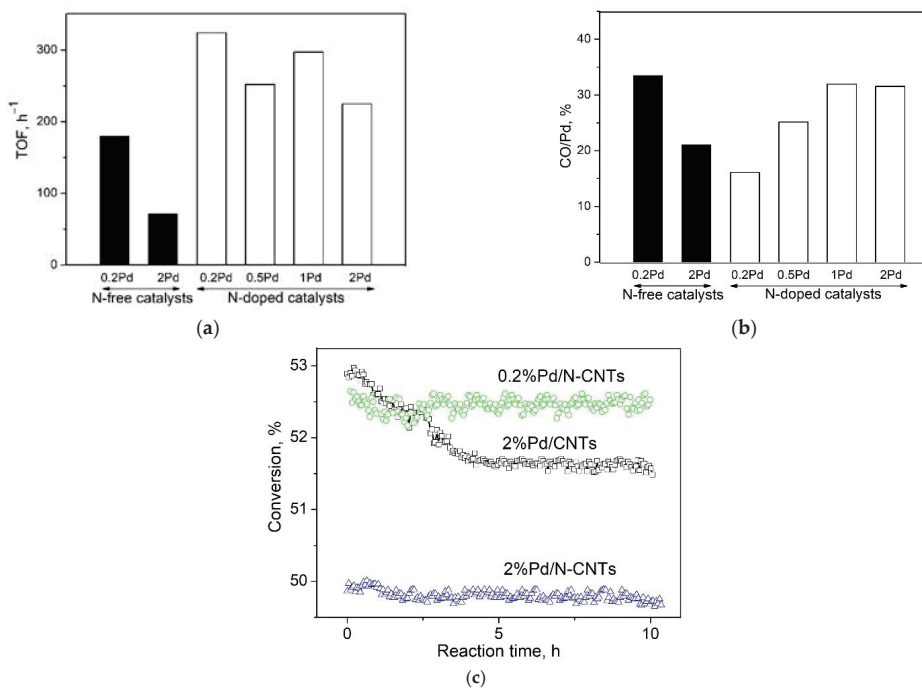 TOF, h⁻¹
300
200
100
0
0.2Pd 2Pd 0.2Pd 0.5Pd 1Pd 2Pd
N-free catalysts N-doped catalysts
(a)
CO/Pd, %
40
30
20
10
0
0.2Pd 2Pd 0.2Pd 0.5Pd 1Pd 2Pd
N-free catalysts N-doped catalysts
(b)
Conversion, %
53
52
51
50
0.2%Pd/N-CNTs
2%Pd/CNTs
2%Pd/N-CNTs
0 5 10
Reaction time, h
(c)